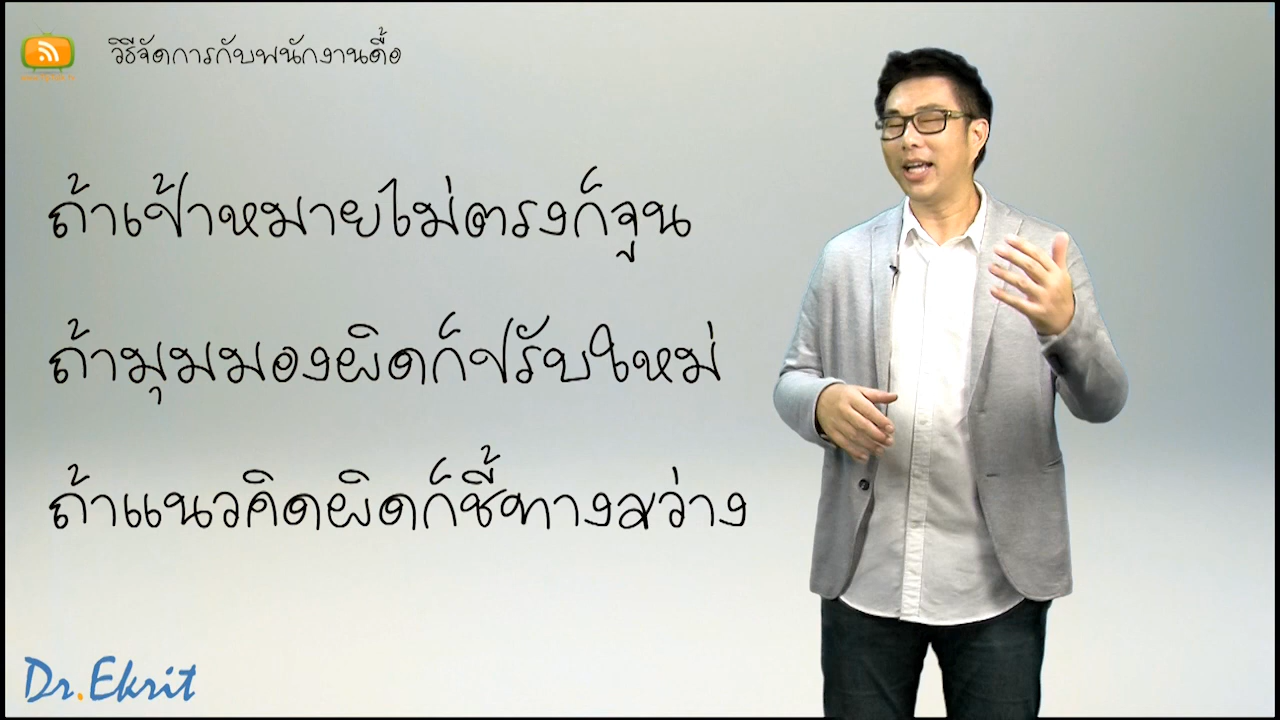 วิธีจัดการกับพนักงานดื้อ
ถ้าเป้าหมายไม่ตรงก็จูน
ถ้ามุมมองผิดก็ปรับใหม่
ถ้าแนวคิดผิดก็ชี้ทางสว่าง
Dr.Ekrit